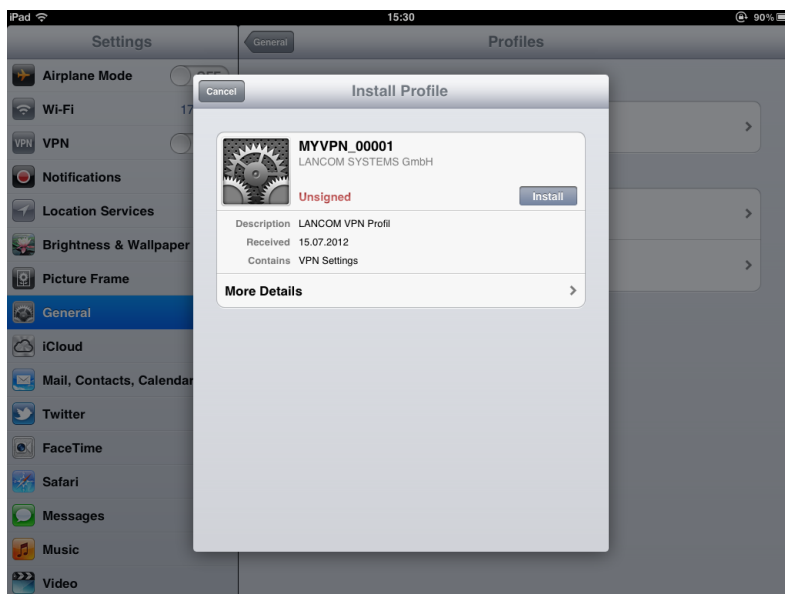 iPad 15:30 90%
Settings
General
Profiles
Airplane Mode
Wi-Fi 17
VPN
VPN
Notifications
Location Services
Brightness & Wallpaper
Picture Frame
General
iCloud
Mail, Contacts, Calendar
Twitter
FaceTime
Safari
Messages
Music
Video
Cancel
Install Profile
MYVPN_00001
LANCOM SYSTEMS GmbH
Unsigned
Install
Description LANCOM VPN Profil
Received 15.07.2012
Contains VPN Settings
More Details